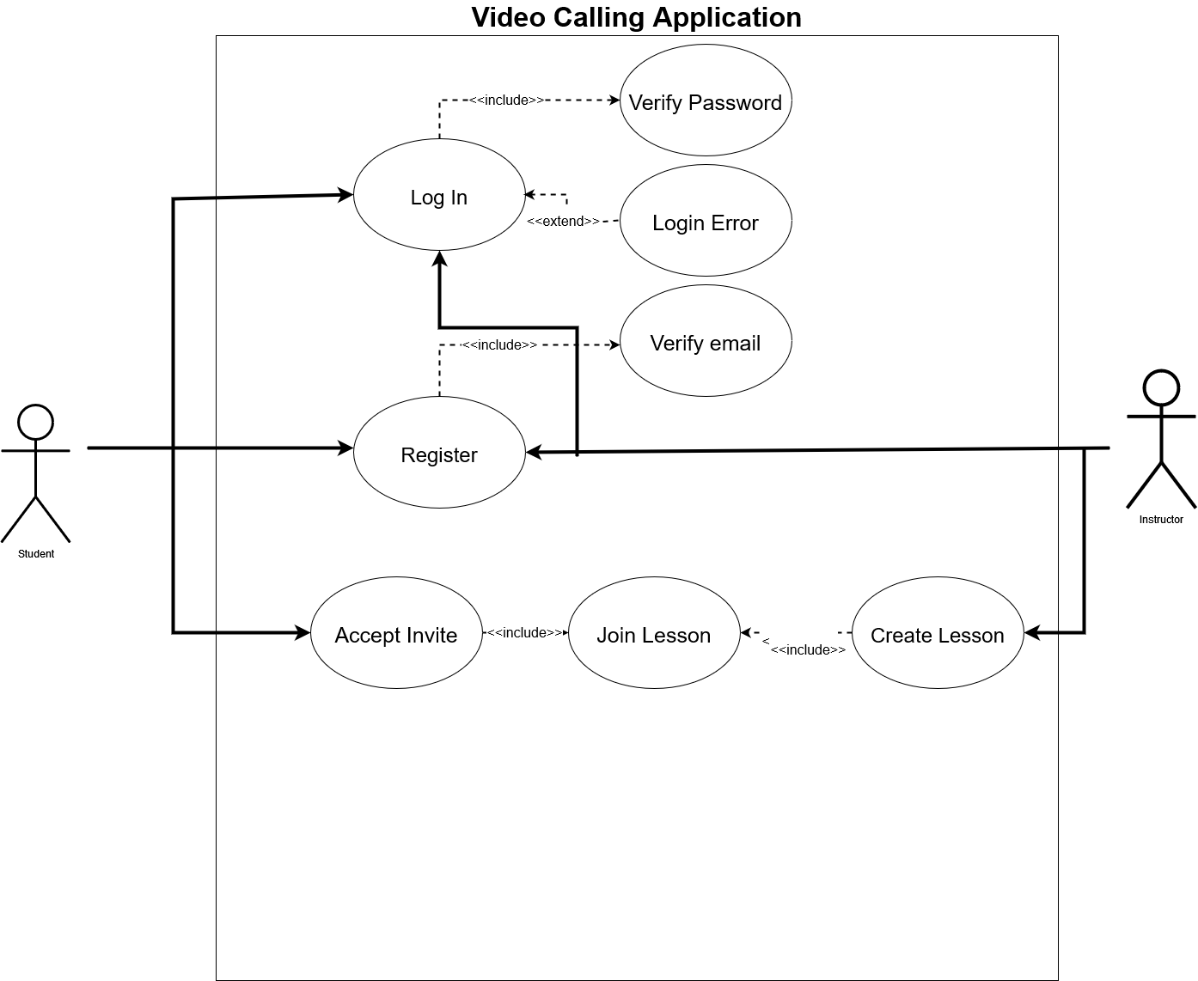 Video Calling Application
<<include>>
Verify Password
Log In
<<extend>>
Login Error
<<include>>
Verify email
Register
Student
Instructor
Accept Invite
<<include>>
Join Lesson
<
<<include>>
Create Lesson